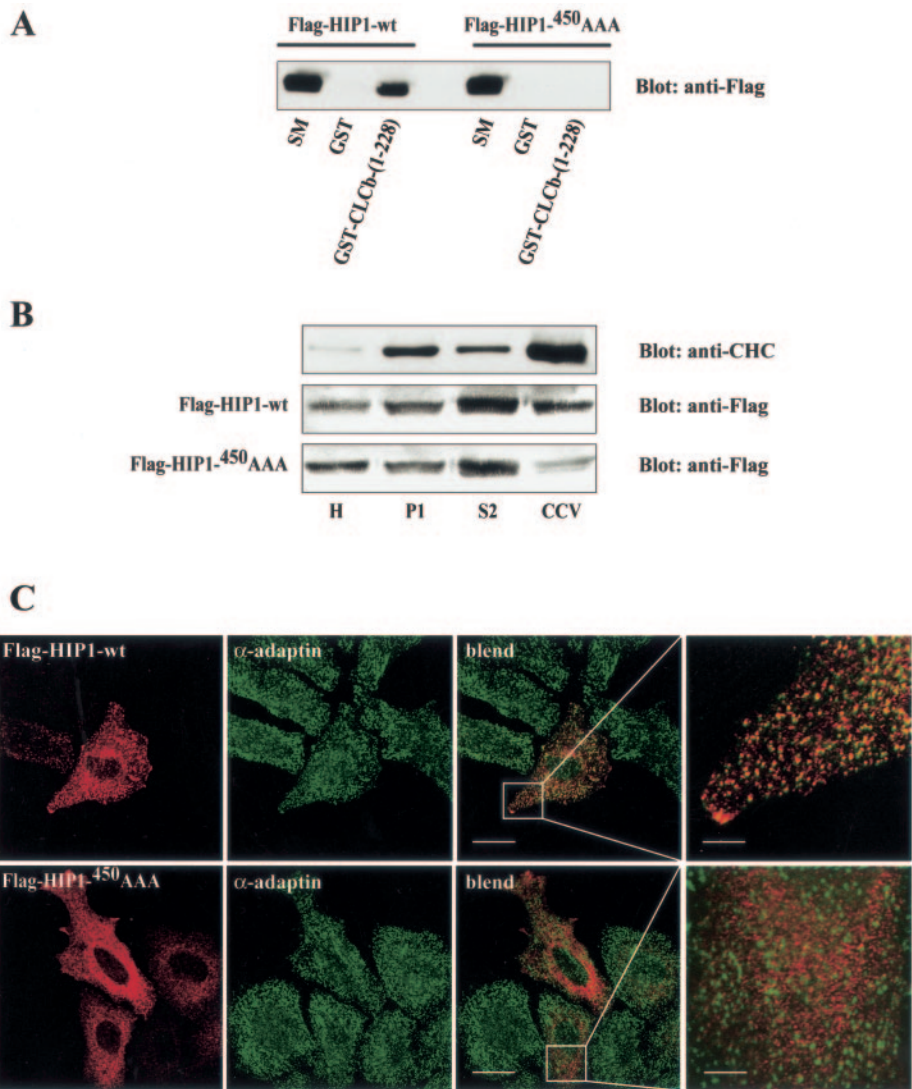 A
Flag-HIP1-wt
Flag-HIP1-450AAA
Blot: anti-Flag
SM
GST
GST-CLCb-(1-228)
SM
GST
GST-CLCb-(1-228)
B
Blot: anti-CHC
Flag-HIP1-wt
Blot: anti-Flag
Flag-HIP1-450AAA
Blot: anti-Flag
H P1 S2 CCV
C
Flag-HIP1-wt
α-adaptin
blend
Flag-HIP1-450AAA
α-adaptin
blend